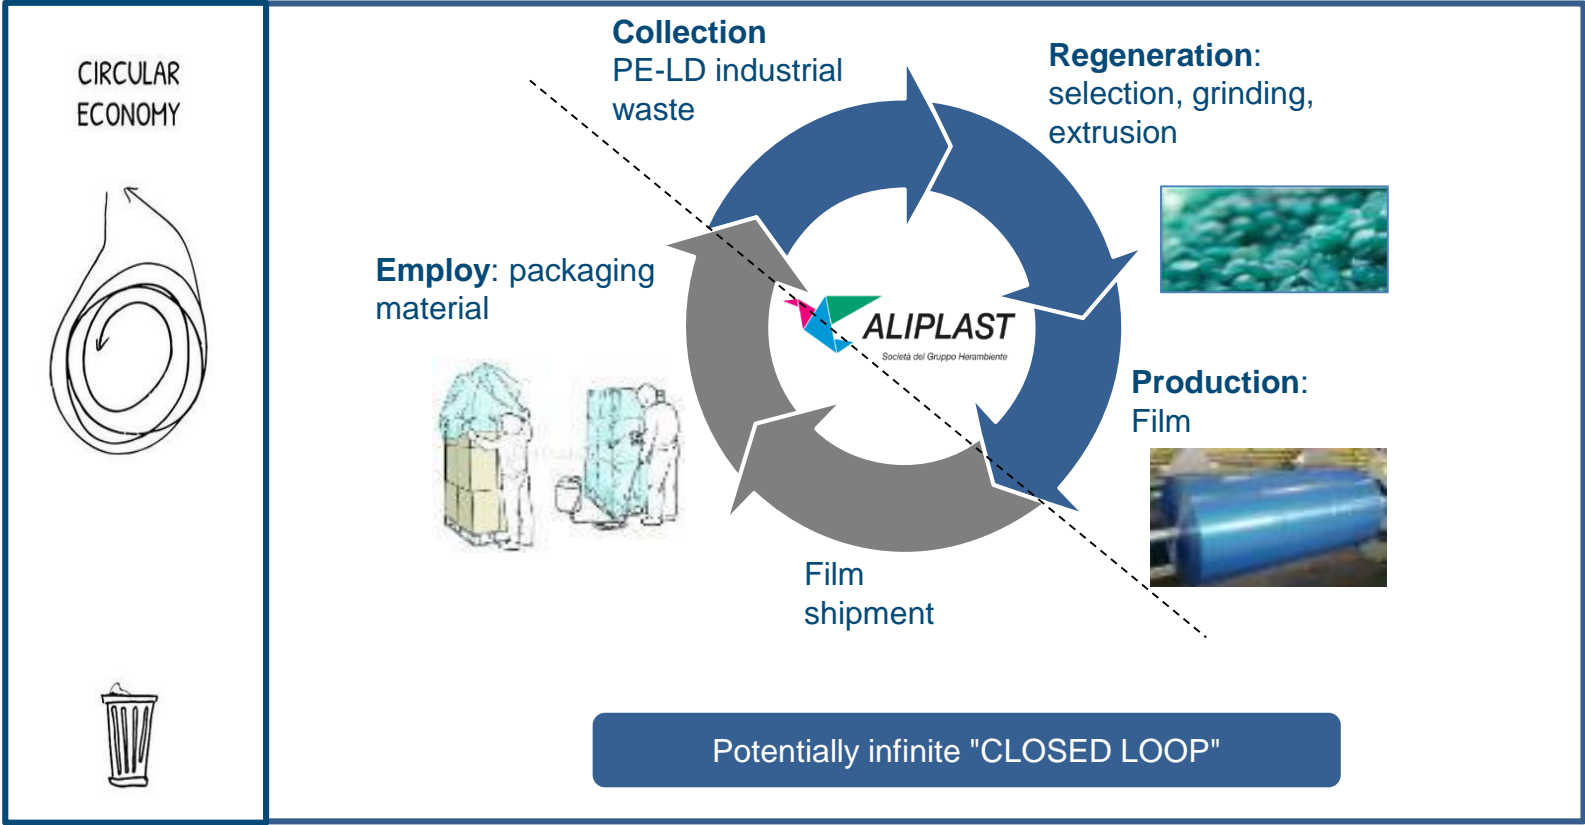 CIRCULAR
ECONOMY
Collection
PE-LD industrial
waste
Regeneration:
selection, grinding,
extrusion
Employ: packaging
material
ALIPLAST
Società del Gruppo Herambiente
Production:
Film
Film
shipment
Potentially infinite "CLOSED LOOP"